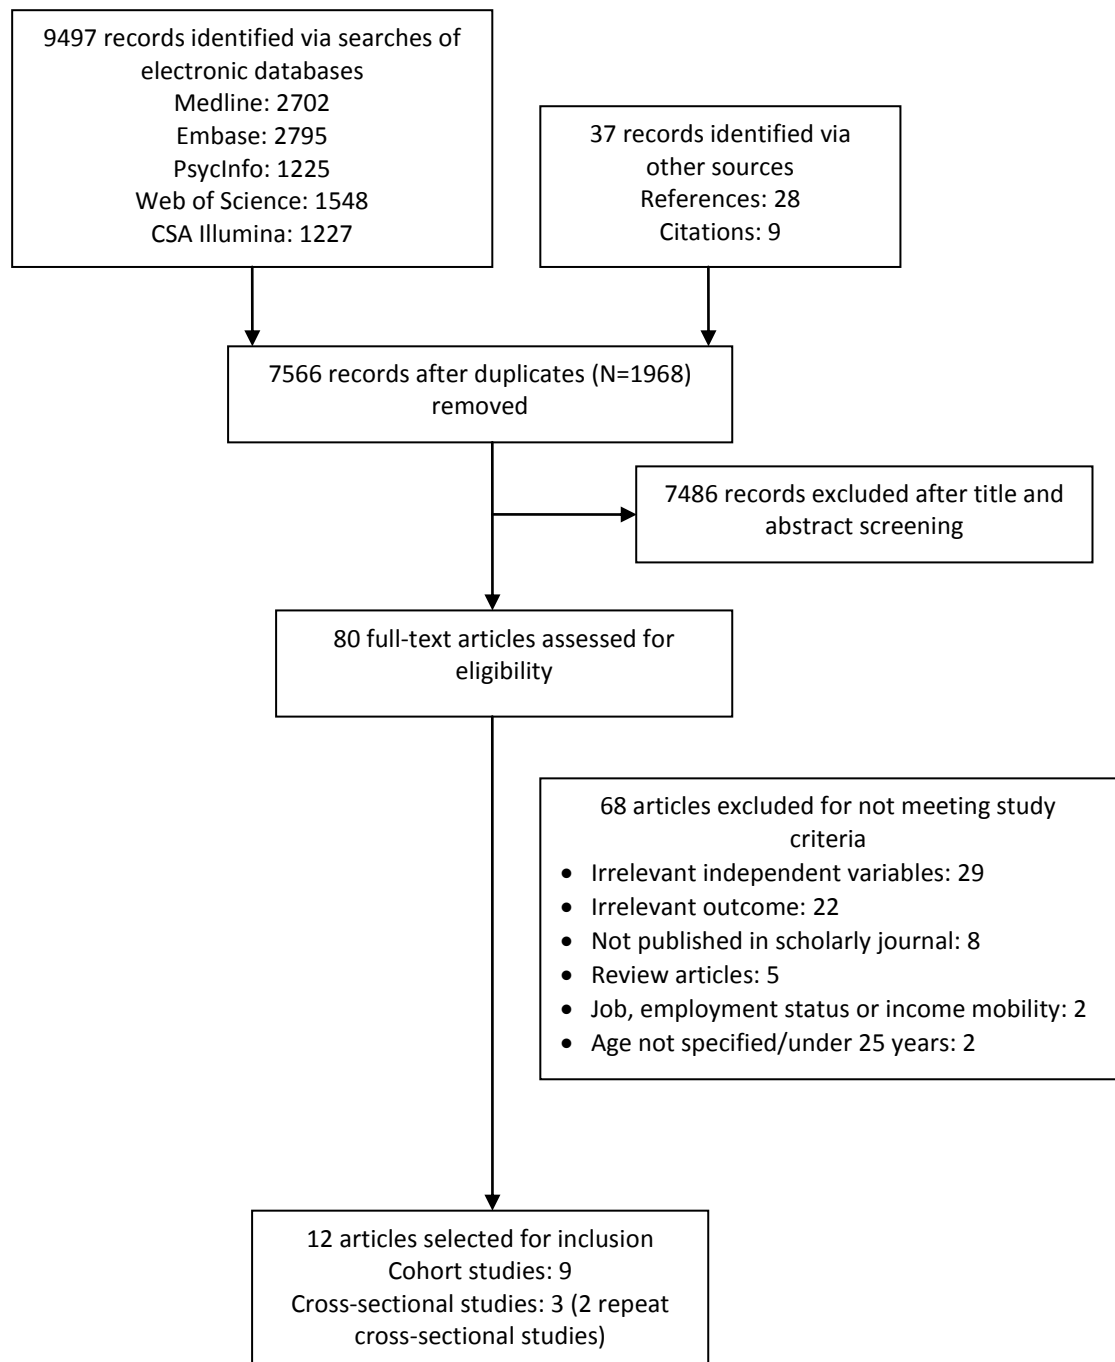 9497 records identified via searches of
electronic databases
Medline: 2702
Embase: 2795
PsycInfo: 1225
Web of Science: 1548
CSA Illumina: 1227
37 records identified via
other sources
References: 28
Citations: 9
7566 records after duplicates (N=1968)
removed
7486 records excluded after title and
abstract screening
80 full-text articles assessed for
eligibility
68 articles excluded for not meeting study
criteria
• Irrelevant independent variables: 29
• Irrelevant outcome: 22
• Not published in scholarly journal: 8
• Review articles: 5
• Job, employment status or income mobility: 2
• Age not specified/under 25 years: 2
12 articles selected for inclusion
Cohort studies: 9
Cross-sectional studies: 3 (2 repeat
cross-sectional studies)